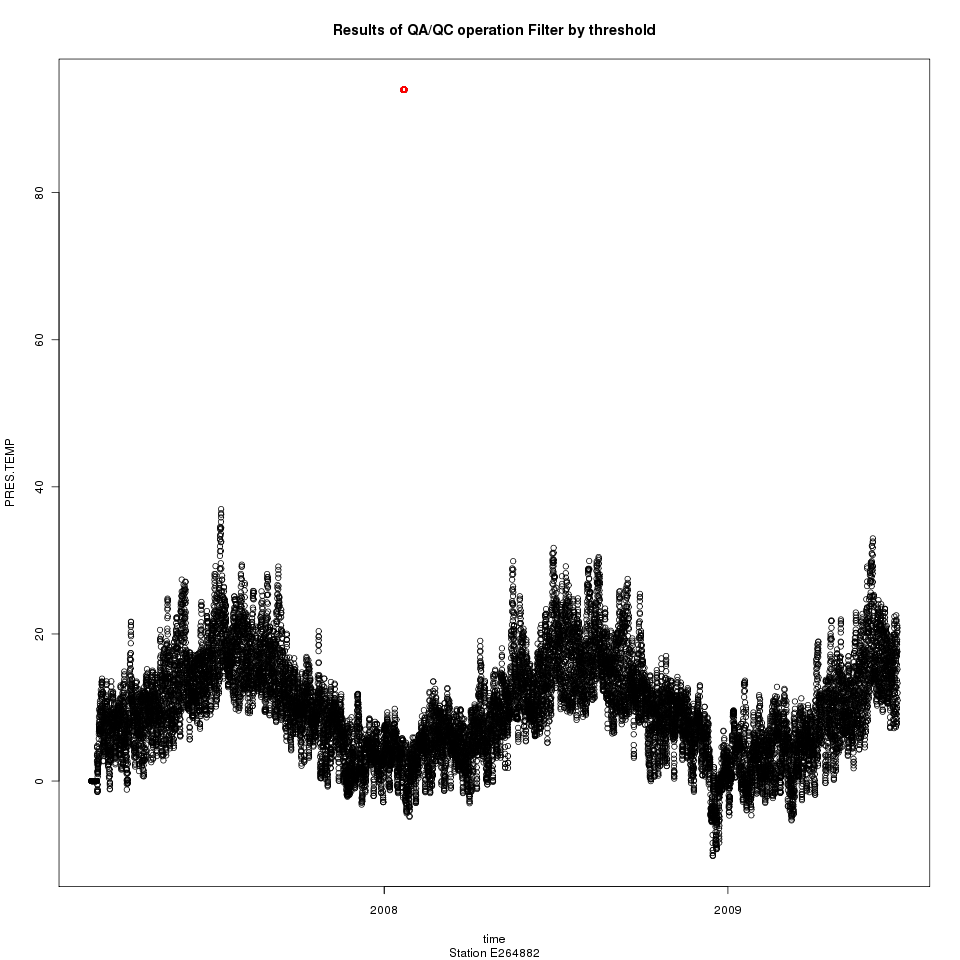 Results of QA/QC operation Filter by threshold
PRES.TEMP
80
60
40
20
0
2008
2009
time
Station E264882